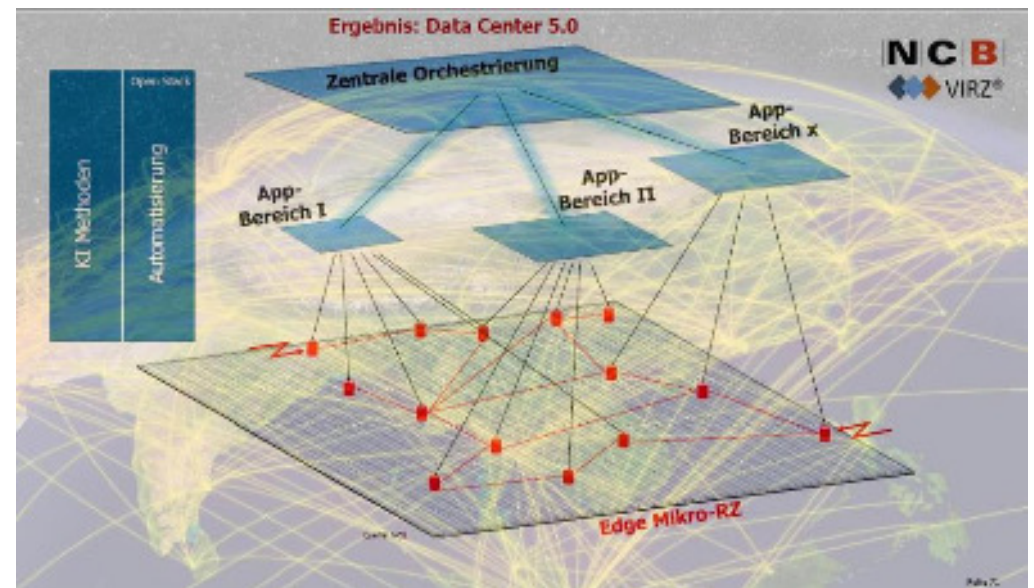 Ergebnis: Data Center 5.0
NCB
VIRZ®
Zentrale Orchestrierung
Open Stack
KI Methoden
Automatisierung
App-
Bereich I
App-
Bereich II
App-
Bereich x
Edge Mikro-RZ